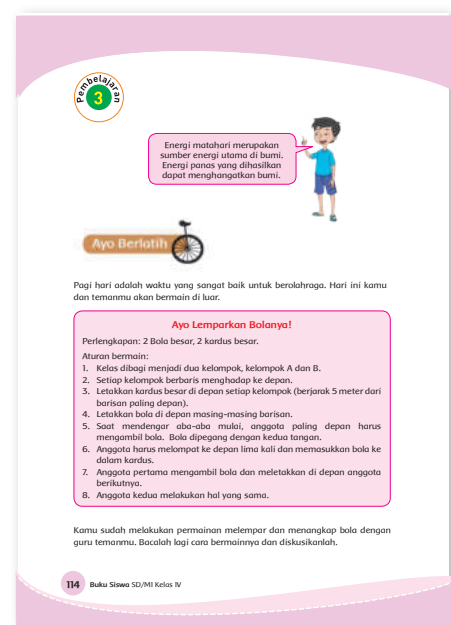 Pembelajaran
3
Energi matahari merupakan
sumber energi utama di bumi.
Energi panas yang dihasilkan
dapat menghangatkan bumi.
Ayo Berlatih
Pagi hari adalah waktu yang sangat baik untuk berolahraga. Hari ini kamu
dan temanmu akan bermain di luar.
Ayo Lemparkan Bolanya!
Perlengkapan: 2 Bola besar, 2 kardus besar.
Aturan bermain:
1. Kelas dibagi menjadi dua kelompok, kelompok A dan B.
2. Setiap kelompok berbaris menghadap ke depan.
3. Letakkan kardus besar di depan setiap kelompok (berjarak 5 meter dari
barisan paling depan).
4. Letakkan bola di depan masing-masing barisan.
5. Saat mendengar aba-aba mulai, anggota paling depan harus
mengambil bola. Bola dipegang dengan kedua tangan.
6. Anggota harus melompat ke depan lima kali dan memasukkan bola ke
dalam kardus.
7. Anggota pertama mengambil bola dan meletakkan di depan anggota
berikutnya.
8. Anggota kedua melakukan hal yang sama.
Kamu sudah melakukan permainan melempar dan menangkap bola dengan
guru temanmu. Bacalah lagi cara bermainnya dan diskusikanlah.
114 Buku Siswa SD/MI Kelas IV